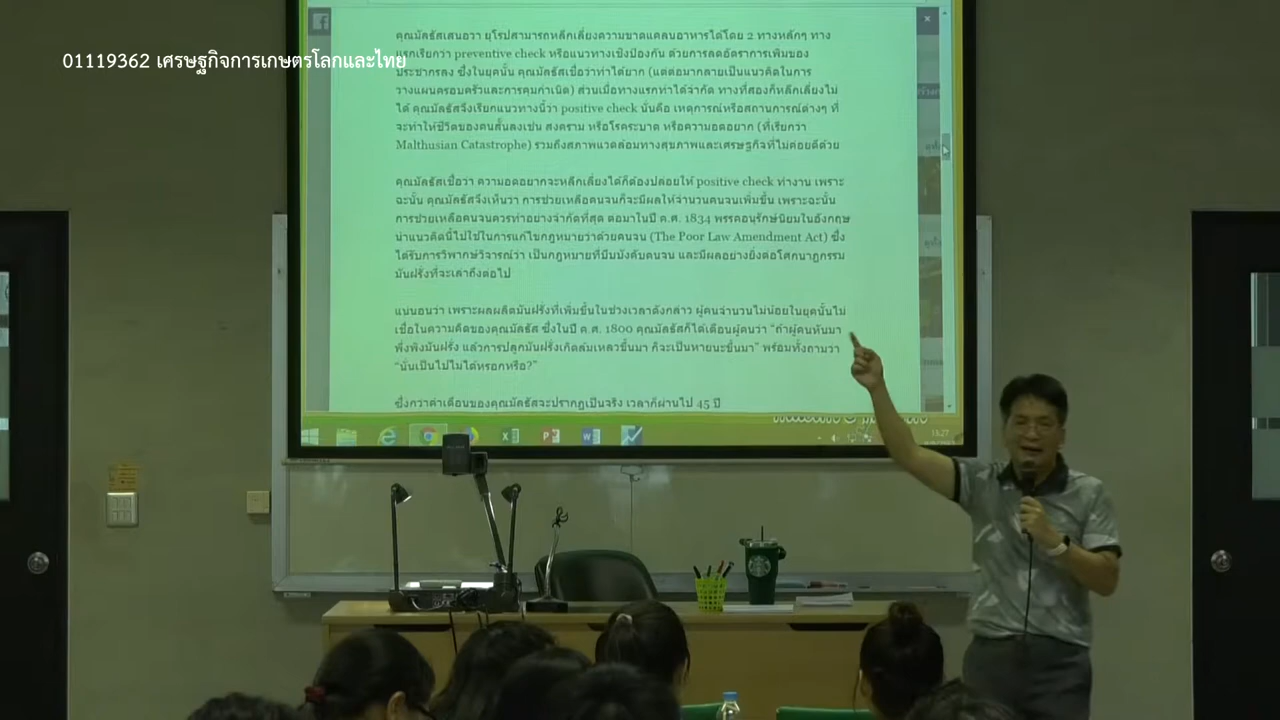 01119362 เศรษฐกิจการเกษตรโลกและไทย
คุณมัลธัสเสนอว่า ยุโรปสามารถหลีกเลี่ยงความขาดแคลนอาหารได้โดย 2 ทางหลักๆ ทาง
แรกเรียกว่า preventive check หรือแนวทางเชิงป้องกัน ด้วยการลดอัตราการเพิ่มของ
ประชากรลง ซึ่งในยุคนั้น คุณมัลธัสเชื่อว่าทำได้ยาก (แต่ต่อมากลายเป็นแนวคิดในการ
วางแผนครอบครัวและการคุมกำเนิด) ส่วนเมื่อทางแรกทำได้จำกัด ทางที่สองก็หลีกเลี่ยงไม่
ได้ คุณมัลธัสจึงเรียกแนวทางนี้ว่า positive check นั่นคือ เหตุการณ์หรือสถานการณ์ต่างๆ ที่
จะทำให้ชีวิตของคนสั้นลงเช่น สงคราม หรือโรคระบาด หรือความอดอยาก (ที่เรียกว่า
Malthusian Catastrophe) รวมถึงสภาพแวดล้อมทางสุขภาพและเศรษฐกิจที่ไม่ค่อยดีด้วย
คุณมัลธัสเชื่อว่า ความอดอยากจะหลีกเลี่ยงได้ก็ต้องปล่อยให้ positive check ทำงาน เพราะ
ฉะนั้น คุณมัลธัสจึงเห็นว่า การช่วยเหลือคนจนก็จะมีผลให้จำนวนคนจนเพิ่มขึ้น เพราะฉะนั้น
การช่วยเหลือคนจนควรทำอย่างจำกัดที่สุด ต่อมาในปี ค.ศ. 1834 พรรคอนุรักษ์นิยมในอังกฤษ
นำแนวคิดนี้ไปใช้ในการแก้ไขกฎหมายว่าด้วยคนจน (The Poor Law Amendment Act) ซึ่ง
ได้รับการวิพากษ์วิจารณ์ว่า เป็นกฎหมายที่บีบบังคับคนจน และมีผลอย่างยิ่งต่อโศกนาฏกรรม
มันฝรั่งที่จะเล่าถึงต่อไป
แน่นอนว่า เพราะผลผลิตมันฝรั่งที่เพิ่มขึ้นในช่วงเวลาดังกล่าว ผู้คนจำนวนไม่น้อยในยุคนั้นไม่
เชื่อในความคิดของคุณมัลธัส ซึ่งในปี ค.ศ. 1800 คุณมัลธัสก็ได้เตือนผู้คนว่า "ถ้าผู้คนหันมา
พึ่งพิงมันฝรั่ง แล้วการปลูกมันฝรั่งเกิดล้มเหลวขึ้นมา ก็จะเป็นหายนะขึ้นมา" พร้อมทั้งถามว่า
"นั่นเป็นไปไม่ได้หรอกหรือ?"
ซึ่งกว่าคำเตือนของคุณมัลธัสจะปรากฏเป็นจริง เวลาก็ผ่านไป 45 ปี